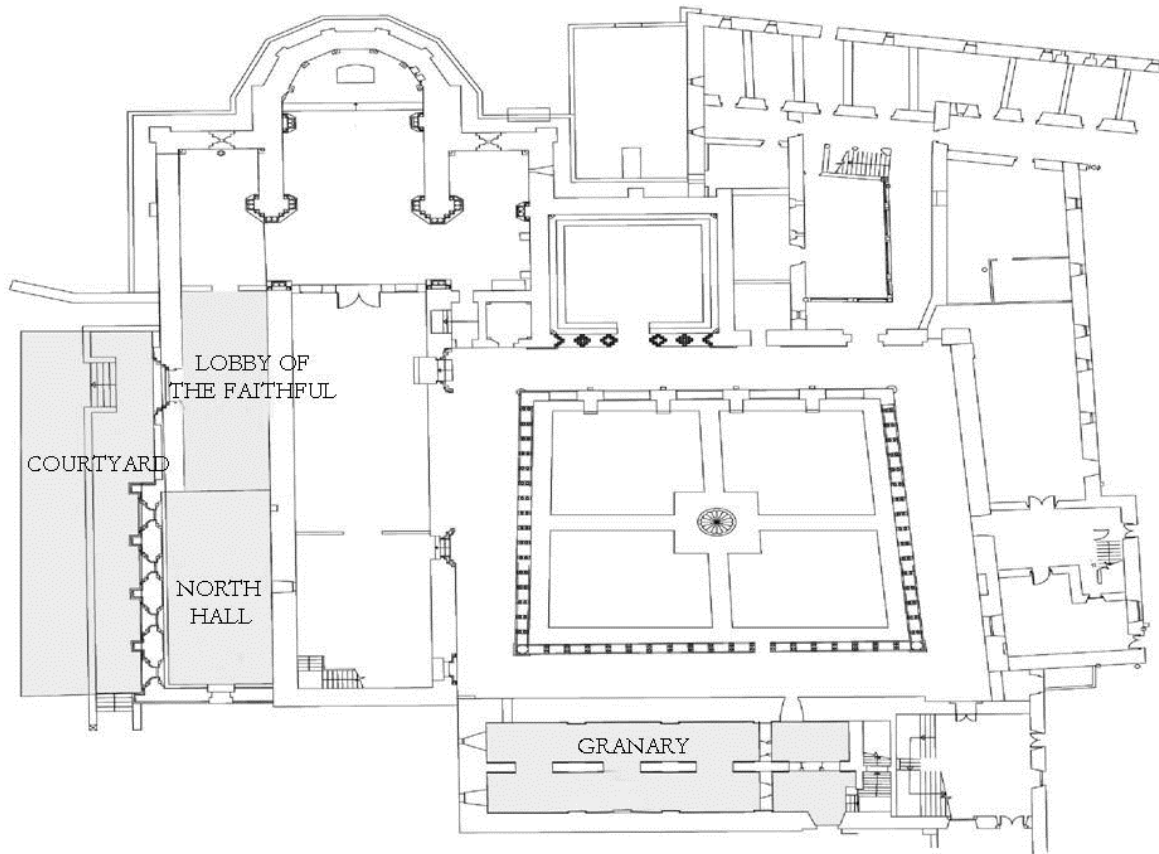 LOBBY OF
THE FAITHFUL
COURTYARD
NORTH
HALL
GRANARY